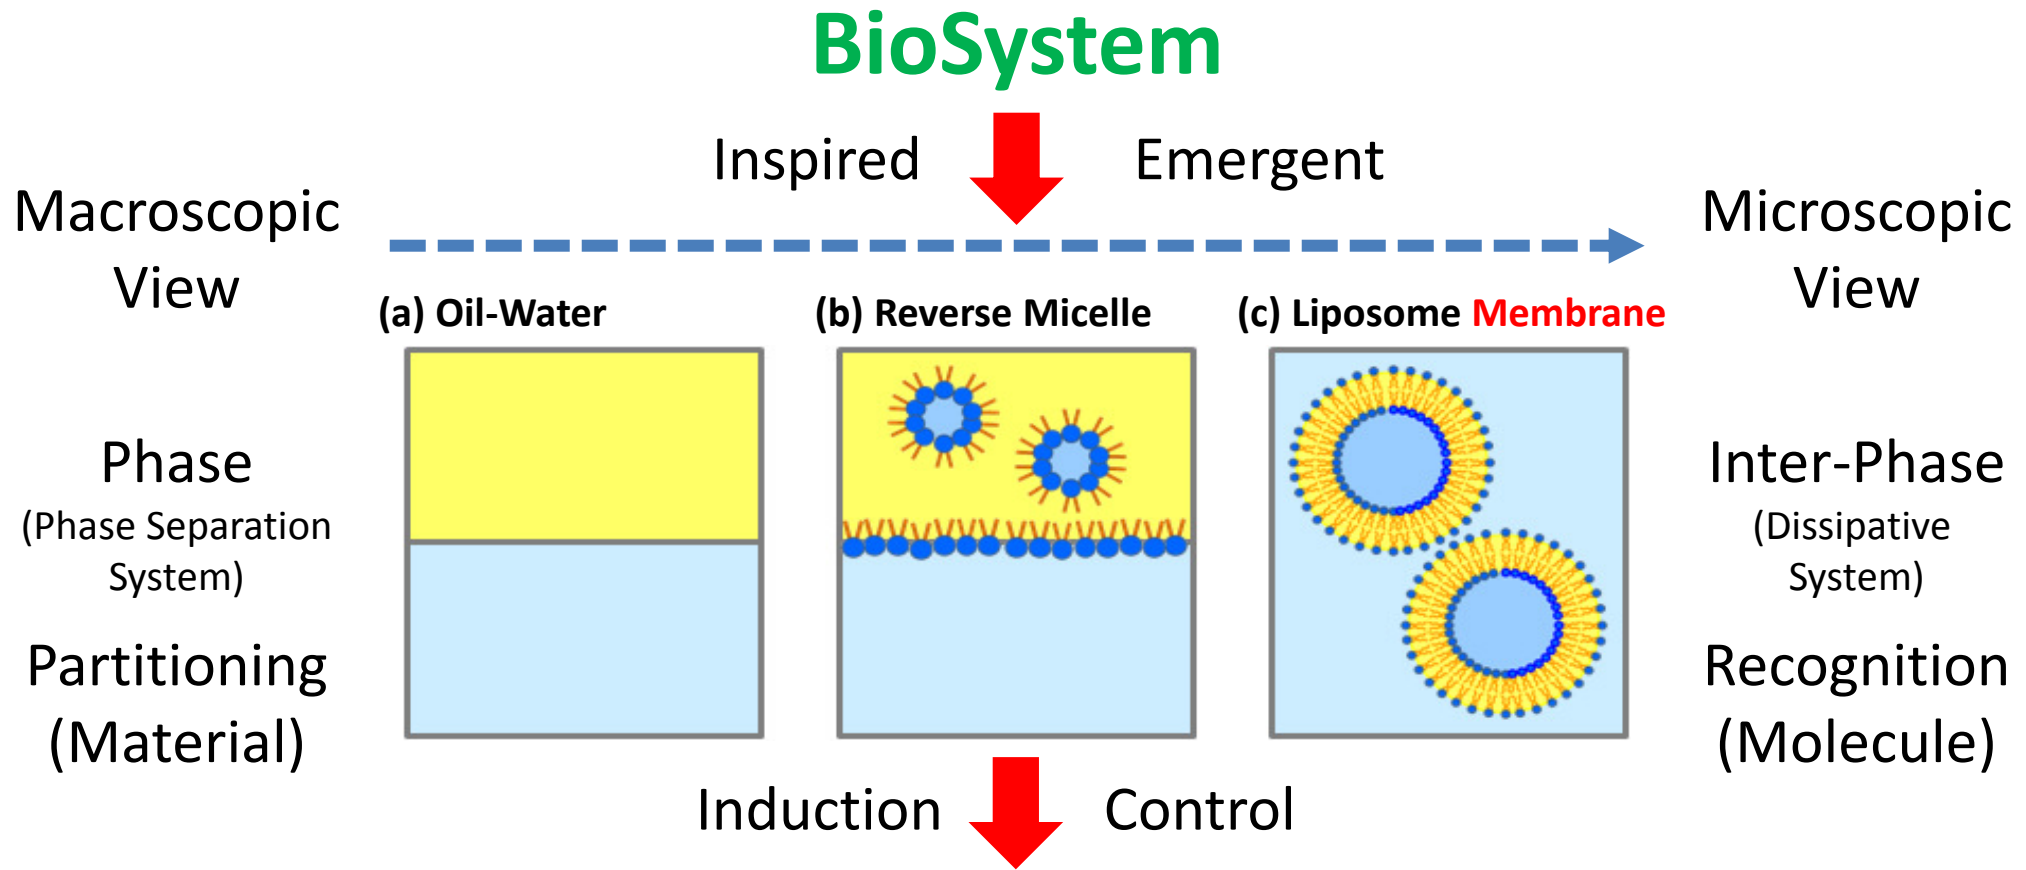 BioSystem
Inspired
Emergent
Macroscopic
View
Microscopic
View
(a) Oil-Water
(b) Reverse Micelle
(c) Liposome Membrane
Phase
(Phase Separation
System)
Inter-Phase
(Dissipative
System)
Partitioning
(Material)
Recognition
(Molecule)
Induction
Control